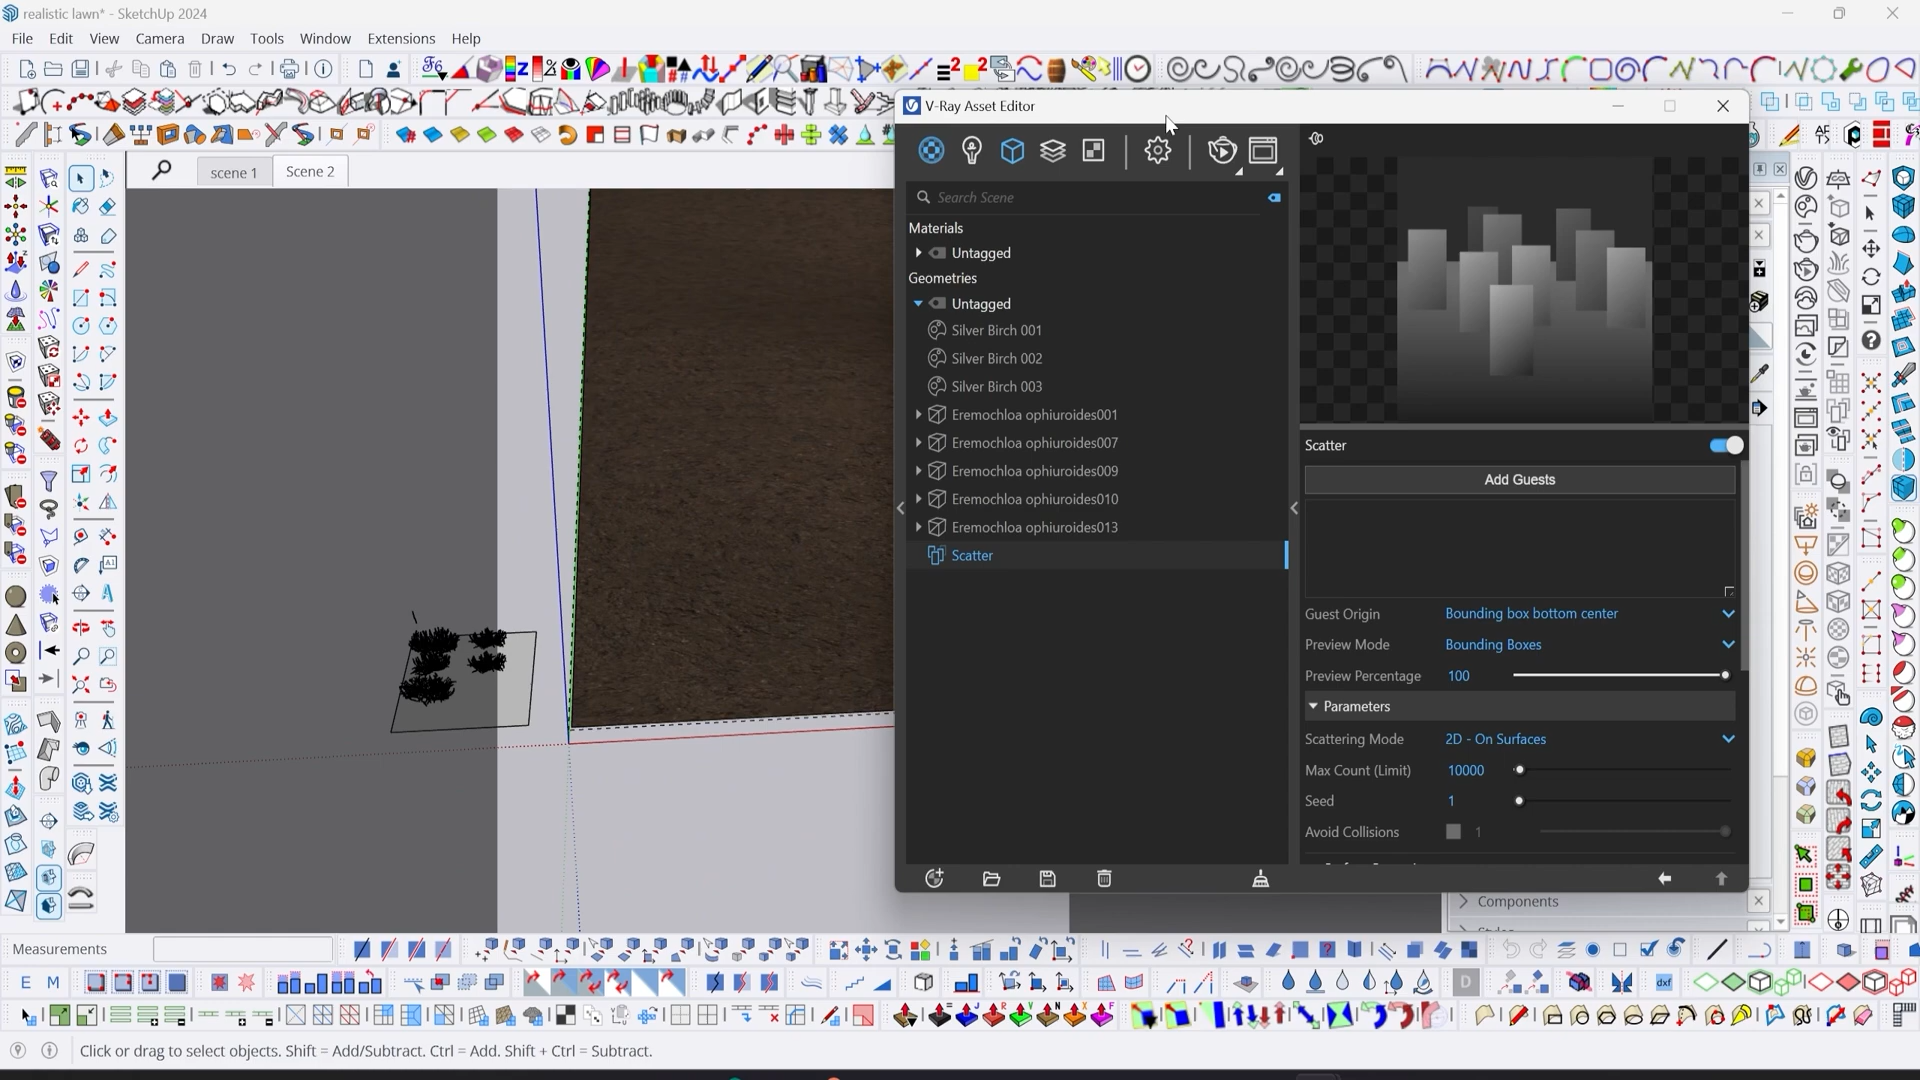 realistic lawn* - SketchUp 2024
File Edit View Camera Draw Tools Window Extensions Help
V-Ray Asset Editor
scene 1 Scene 2
Search Scene
Materials
Untagged
Geometries
Untagged
Silver Birch 001
Silver Birch 002
Silver Birch 003
Eremochloa ophiuroides001
Eremochloa ophiuroides007
Eremochloa ophiuroides009
Eremochloa ophiuroides010
Eremochloa ophiuroides013
Scatter
Scatter
Add Guests
Guest Origin Bounding box bottom center
Preview Mode Bounding Boxes
Preview Percentage 100
Parameters
Scattering Mode 2D - On Surfaces
Max Count (Limit) 10000
Seed 1
Avoid Collisions 1
Components
Measurements
E M
D
dxf
Click or drag to select objects. Shift = Add/Subtract. Ctrl = Add. Shift + Ctrl = Subtract.